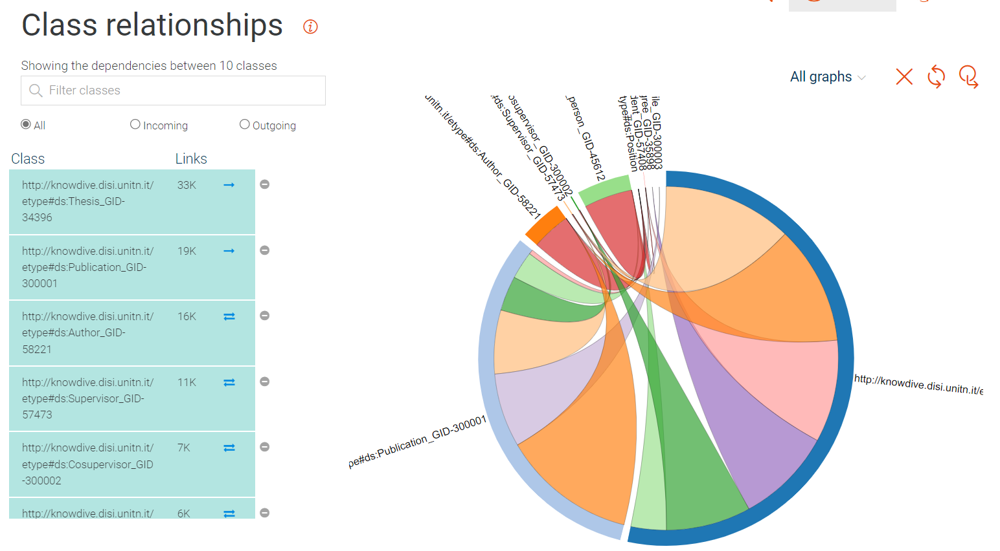 Class relationships
Showing the dependencies between 10 classes
Filter classes
All
Incoming
Outgoing
All graphs
Class Links
http://knowdive.disi.unitn.it/ 33K
etype#ds:Thesis_GID-
34396
http://knowdive.disi.unitn.it/ 19K
etype#ds:Publication_GID-
300001
http://knowdive.disi.unitn.it/ 16K
etype#ds:Author_GID-
58221
http://knowdive.disi.unitn.it/ 11K
etype#ds:Supervisor_GID-
57473
http://knowdive.disi.unitn.it/ 7K
etype#ds:Cosupervisor_GID
-300002
http://knowdive.disi.unitn.it/ 6K
unitn.it/etype#ds:Author_GID-58221
#ds:Supervisor_GID-57473
osupervisor_GID-300002
_person_GID-45612
type#ds:Position
dent_GID-57408
ree_GID-35898
ile_GID-300003
http://knowdive.disi.unitn.it/e
pe#ds:Publication_GID-300001